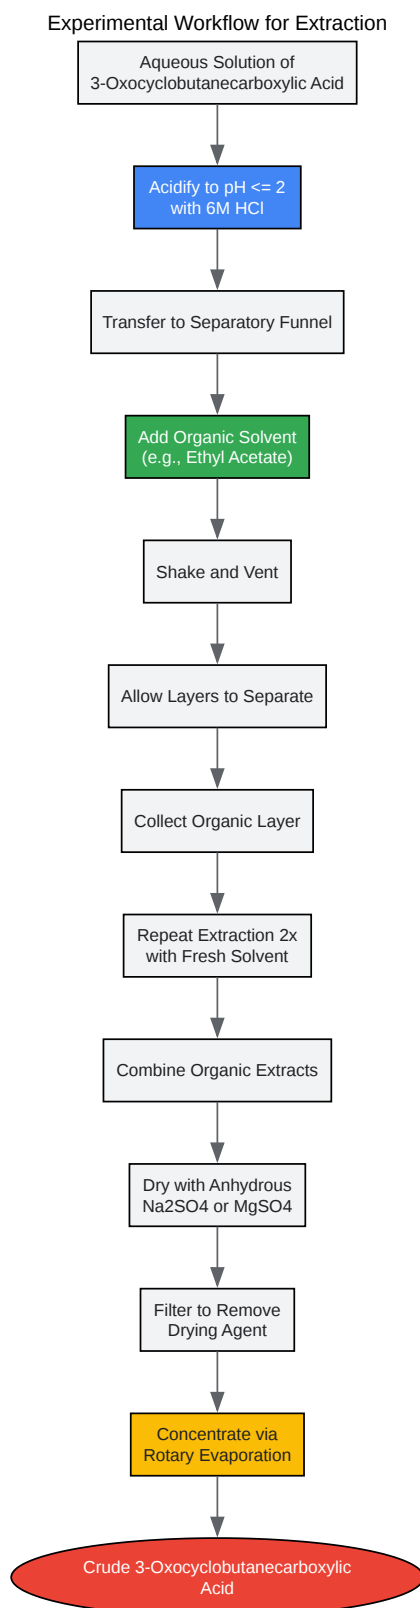 Experimental Workflow for Extraction
Aqueous Solution of
3-Oxocyclobutanecarboxylic Acid
Acidify to pH <= 2
with 6M HCl
Transfer to Separatory Funnel
Add Organic Solvent
(e.g., Ethyl Acetate)
Shake and Vent
Allow Layers to Separate
Collect Organic Layer
Repeat Extraction 2x
with Fresh Solvent
Combine Organic Extracts
Dry with Anhydrous
Na2SO4 or MgSO4
Filter to Remove
Drying Agent
Concentrate via
Rotary Evaporation
Crude 3-Oxocyclobutanecarboxylic
Acid